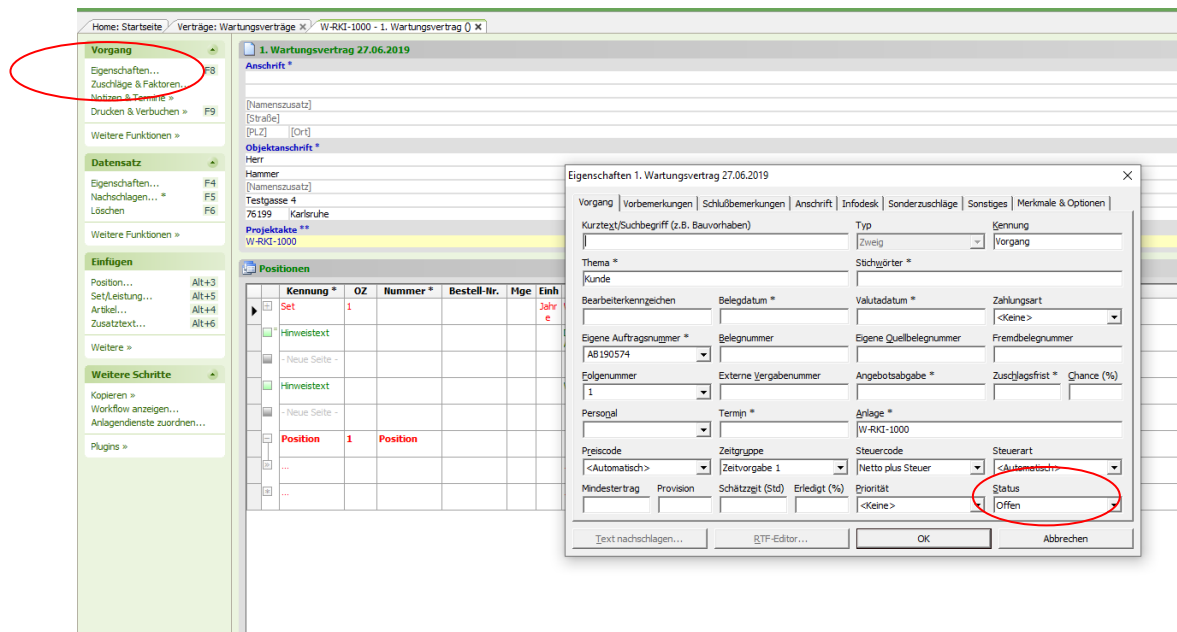 Home: Startseite Verträge: Wartungsverträge W-RKI-1000 - 1. Wartungsvertrag ()
Vorgang
Eigenschaften... F8
Zuschläge & Faktoren...
Notizen & Termine »
Drucken & Verbuchen » F9
Weitere Funktionen »
Datensatz
Eigenschaften... F4
Nachschlagen... * F5
Löschen F6
Weitere Funktionen »
Einfügen
Position... Alt+3
Set/Leistung... Alt+5
Artikel... Alt+4
Zusatztext... Alt+6
Weitere »
Weitere Schritte
Kopieren »
Workflow anzeigen...
Anlagendienste zuordnen...
Plugins »
1. Wartungsvertrag 27.06.2019
Anschrift *
[Namenszusatz]
[Straße]
[PLZ] [Ort]
Objektanschrift *
Herr
Hammer
[Namenszusatz]
Testgasse 4
76199 Karlsruhe
Projektakte **
W-RKI-1000
Positionen
Kennung * OZ Nummer * Bestell-Nr. Mge Einh
Set 1 Jahre
Hinweistext
- Neue Seite -
Hinweistext
- Neue Seite -
Position 1 Position
...
...
Eigenschaften 1. Wartungsvertrag 27.06.2019
Vorgang Vorbemerkungen Schlußbemerkungen Anschrift Infodesk Sonderzuschläge Sonstiges Merkmale & Optionen
Kurztext/Suchbegriff (z.B. Bauvorhaben) Typ Kennung
Zweig Vorgang
Thema * Stichwörter *
Kunde
Bearbeiterkennzeichen Belegdatum * Valutadatum * Zahlungsart
<Keine>
Eigene Auftragsnummer * Belegnummer Eigene Quellbelegnummer Fremdbelegnummer
AB190574
Folgenummer Externe Vergabenummer Angebotsabgabe * Zuschlagsfrist * Chance (%)
1
Personal Termin * Anlage *
W-RKI-1000
Preiscode Zeitgruppe Steuercode Steuerart
<Automatisch> Zeitvorgabe 1 Netto plus Steuer <Automatisch>
Mindestertrag Provision Schätzzeit (Std) Erledigt (%) Priorität Status
<Keine> Offen
Text nachschlagen... RTF-Editor... OK Abbrechen